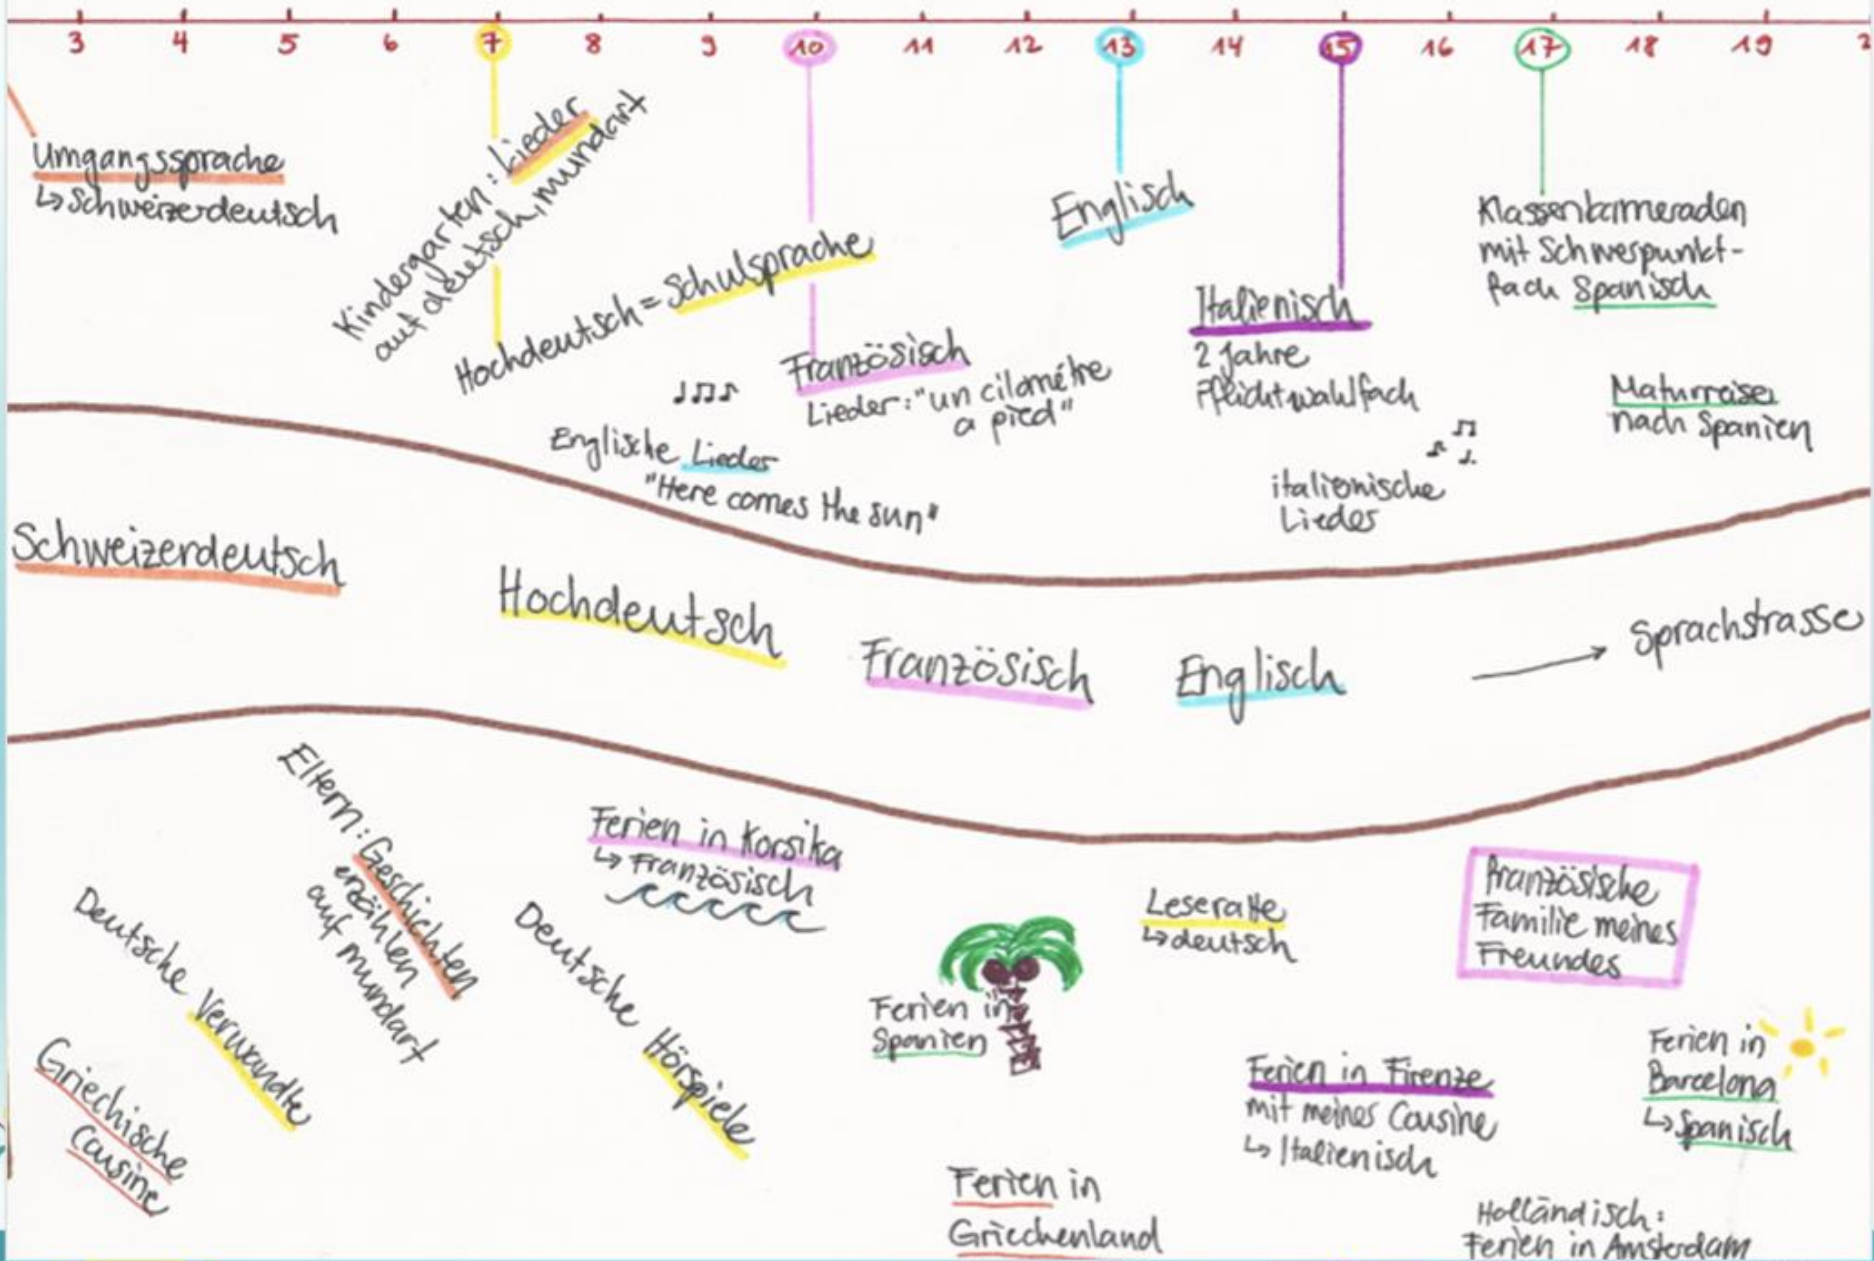 3 4 5 6 7 8 9 10 11 12 13 14 15 16 17 18 19 2
Umgangssprache
↳ Schweizerdeutsch
Kindergarten: Lieder
auf deutsch, mundart
Hochdeutsch = Schulsprache
Englische Lieder
"Here comes the sun"
Französisch
Lieder: "un cilomètre
a pied"
Englisch
Italienisch
2 Jahre
Pflichtwahlfach
italienische
Lieder
Klassenkameraden
mit Schwerpunkt-
fach Spanisch
Maturreise
nach Spanien
Schweizerdeutsch
Hochdeutsch
Französisch
Englisch
→ Sprachstrasse
Eltern: Geschichten
erzählen
auf mundart
Deutsche Verwandte
Griechische
Cousine
Ferien in Korsika
↳ Französisch
Deutsche Hörspiele
Ferien in
Spanien
Ferien in
Griechenland
Leseratte
↳ deutsch
Ferien in Firenze
mit meines Cousine
↳ Italienisch
Französische
Familie meines
Freundes
Ferien in
Barcelona
↳ Spanisch
Holländisch:
Ferien in Amsterdam